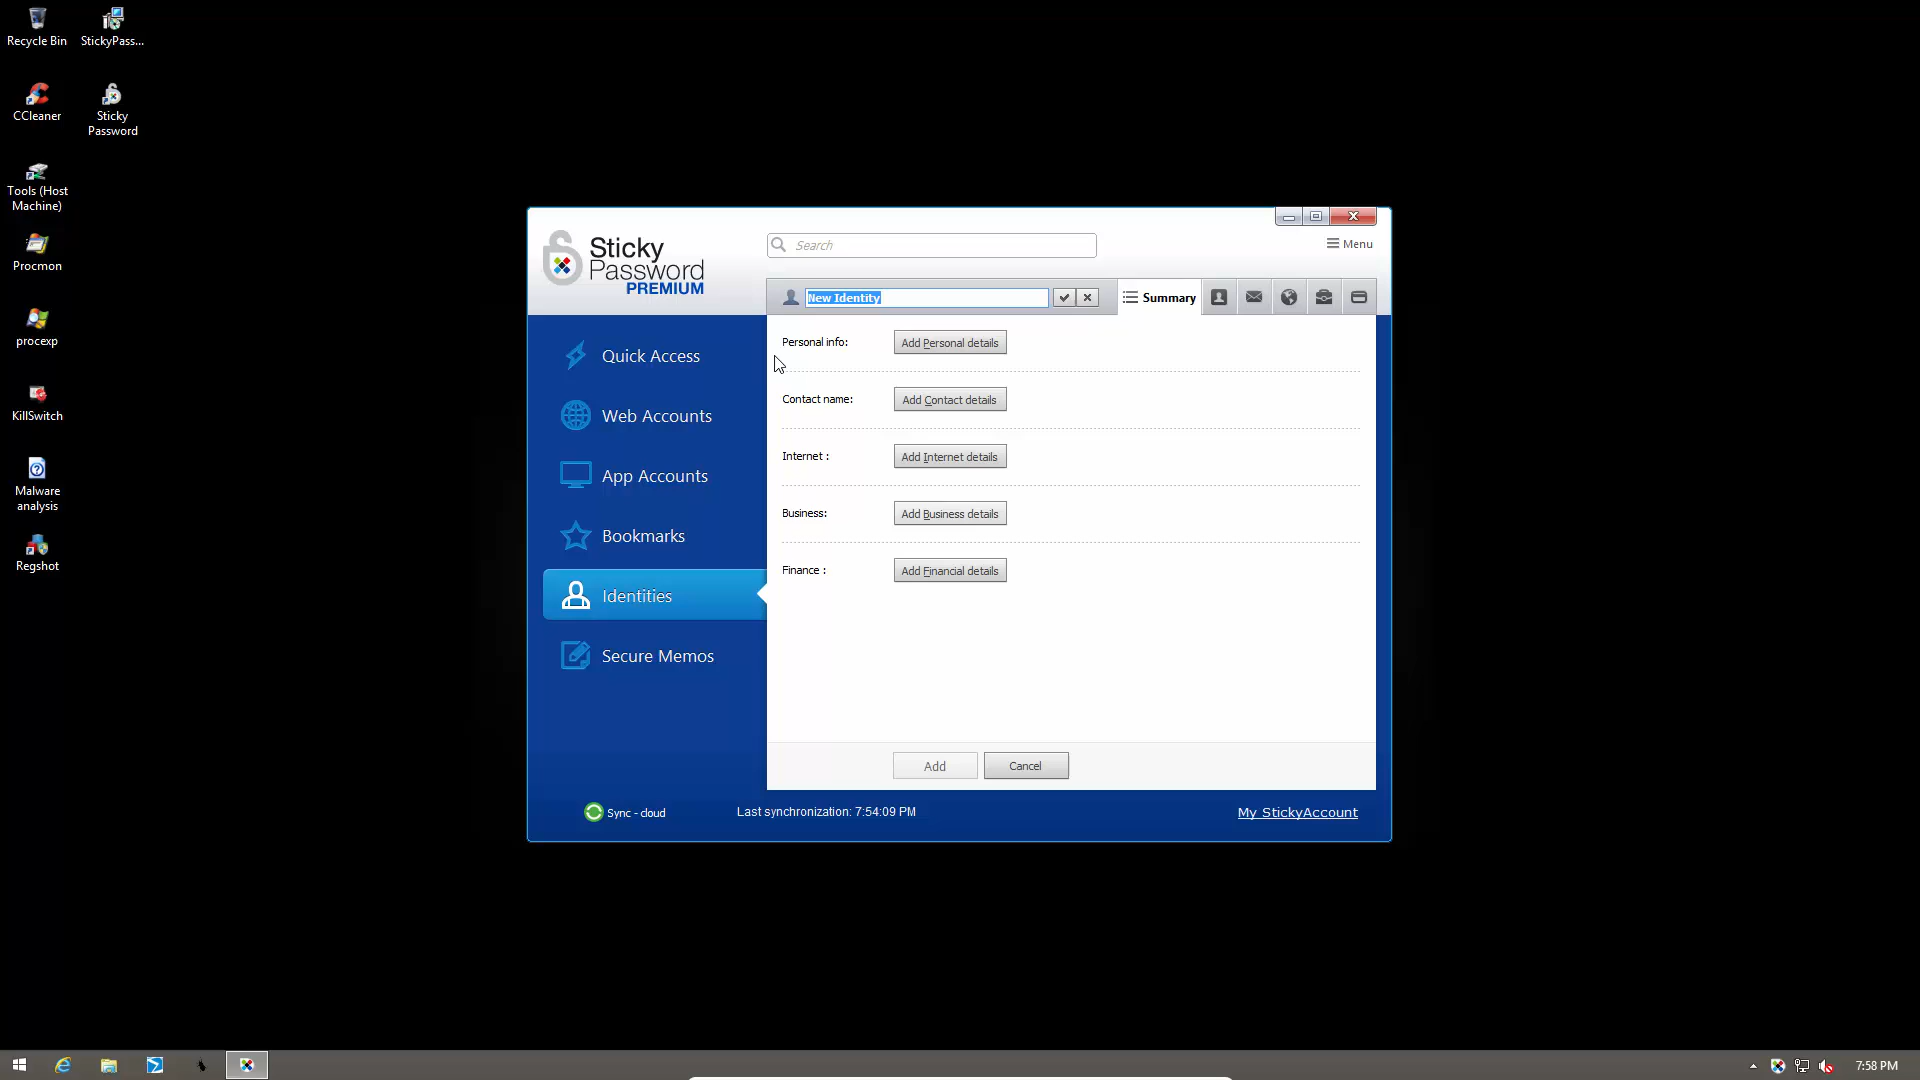 Recycle Bin
StickyPass...
CCleaner
Sticky
Password
Tools (Host
Machine)
Procmon
procexp
KillSwitch
Malware
analysis
Regshot
Sticky
Password
PREMIUM
Search
Menu
New Identity
Summary
Quick Access
Web Accounts
App Accounts
Bookmarks
Identities
Secure Memos
Personal info:
Add Personal details
Contact name:
Add Contact details
Internet :
Add Internet details
Business:
Add Business details
Finance :
Add Financial details
Add
Cancel
Sync - cloud
Last synchronization: 7:54:09 PM
My StickyAccount
7:58 PM